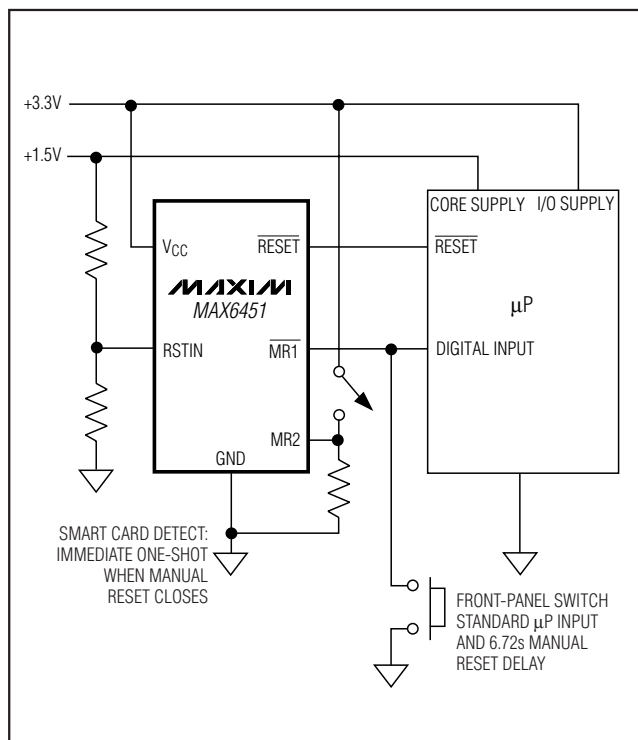 +3.3V
+1.5V
CORE SUPPLY
I/O SUPPLY
VCC
RESET
RESET
MAXIM
MAX6451
µP
RSTIN
MR1
DIGITAL INPUT
MR2
GND
SMART CARD DETECT:
IMMEDIATE ONE-SHOT
WHEN MANUAL
RESET CLOSES
FRONT-PANEL SWITCH
STANDARD µP INPUT
AND 6.72s MANUAL
RESET DELAY